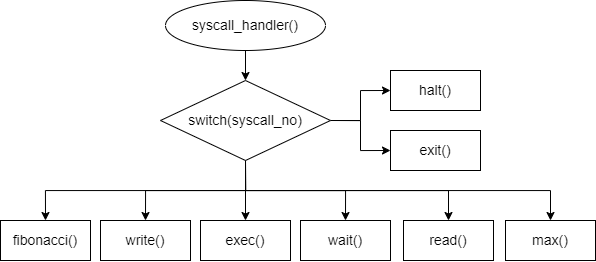 syscall_handler()
switch(syscall_no)
halt()
exit()
fibonacci()
write()
exec()
wait()
read()
max()